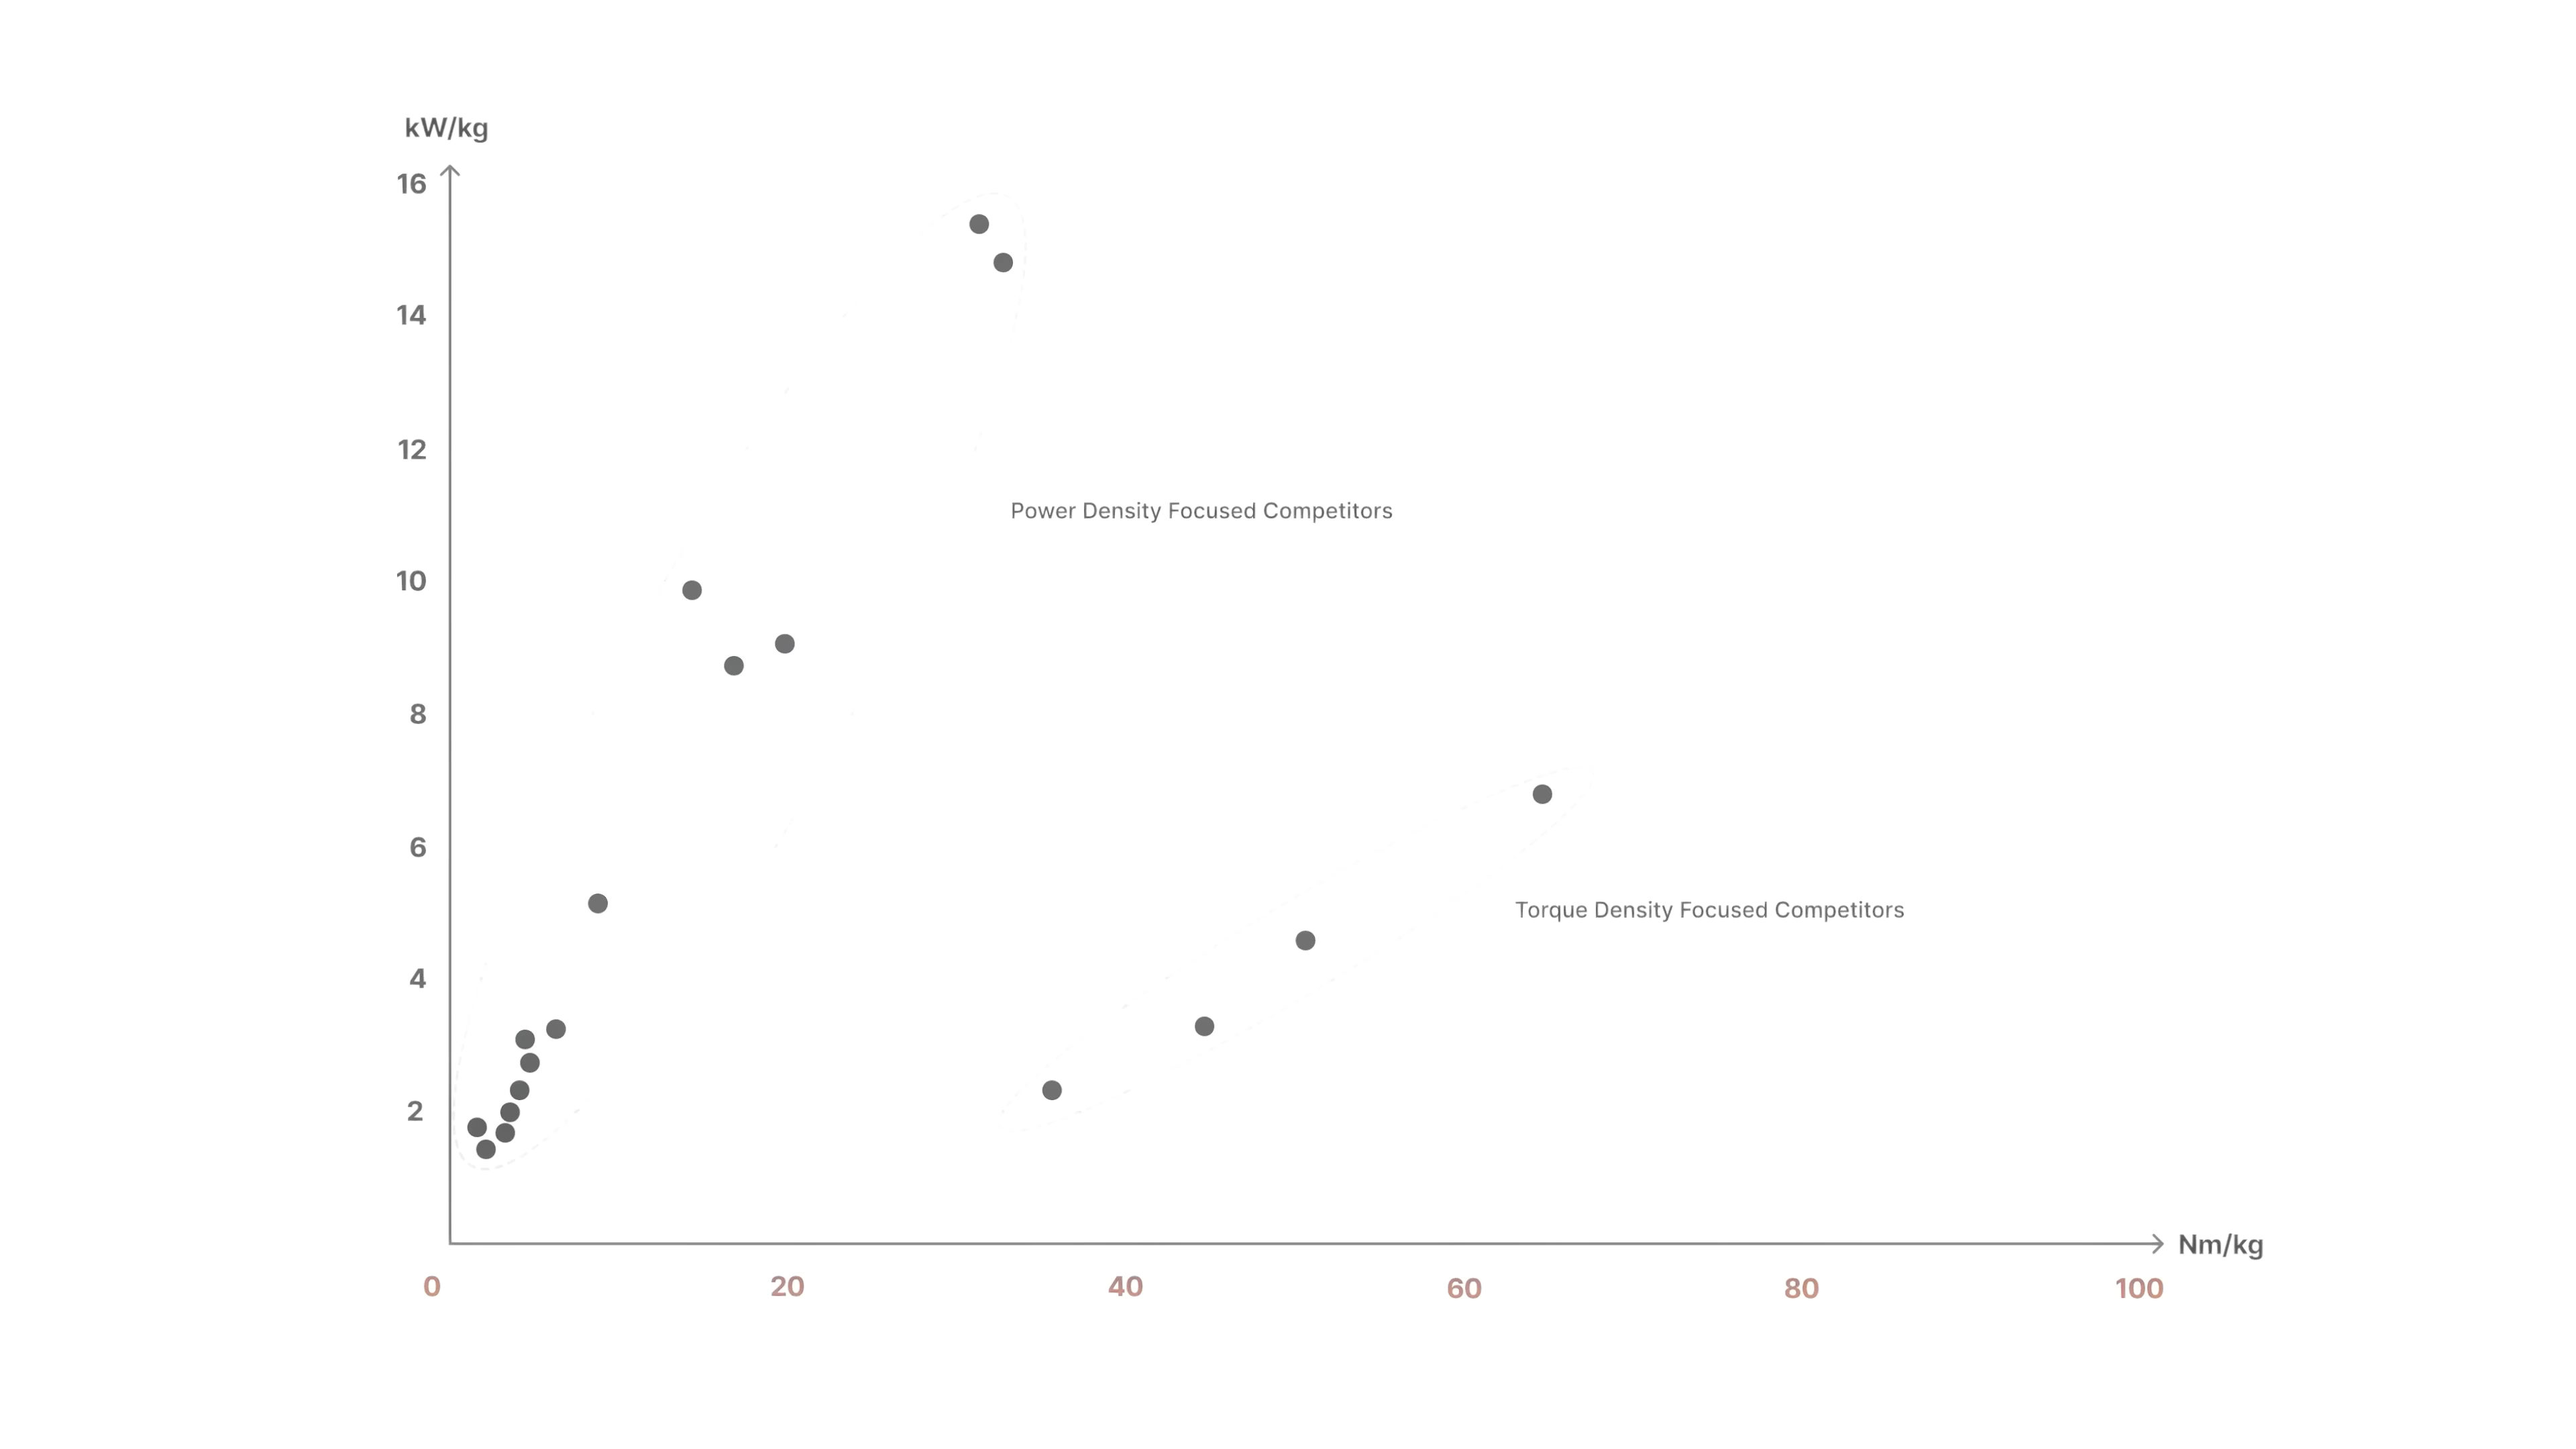 kW/kg
16
14
12
Power Density Focused Competitors
10
8
6
Torque Density Focused Competitors
4
2
Nm/kg
0 20 40 60 80 100